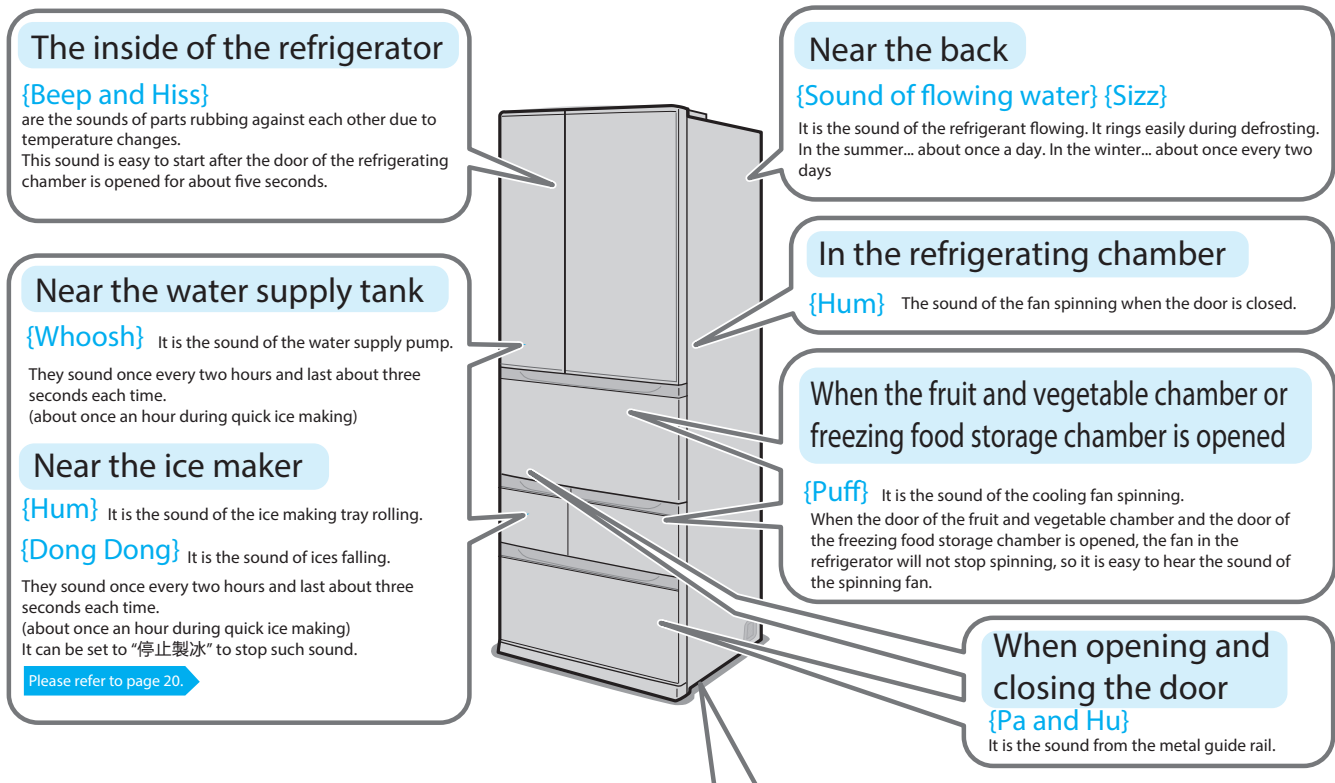 The inside of the refrigerator
{Beep and Hiss}
are the sounds of parts rubbing against each other due to
temperature changes.
This sound is easy to start after the door of the refrigerating
chamber is opened for about five seconds.
Near the water supply tank
{Whoosh} It is the sound of the water supply pump.
They sound once every two hours and last about three
seconds each time.
(about once an hour during quick ice making)
Near the ice maker
{Hum} It is the sound of the ice making tray rolling.
{Dong Dong} It is the sound of ices falling.
They sound once every two hours and last about three
seconds each time.
(about once an hour during quick ice making)
It can be set to “停止製冰” to stop such sound.
Please refer to page 20.
Near the back
{Sound of flowing water} {Sizz}
It is the sound of the refrigerant flowing. It rings easily during defrosting.
In the summer... about once a day. In the winter... about once every two
days
In the refrigerating chamber
{Hum} The sound of the fan spinning when the door is closed.
When the fruit and vegetable chamber or
freezing food storage chamber is opened
{Puff} It is the sound of the cooling fan spinning.
When the door of the fruit and vegetable chamber and the door of
the freezing food storage chamber is opened, the fan in the
refrigerator will not stop spinning, so it is easy to hear the sound of
the spinning fan.
When opening and
closing the door
{Pa and Hu}
It is the sound from the metal guide rail.